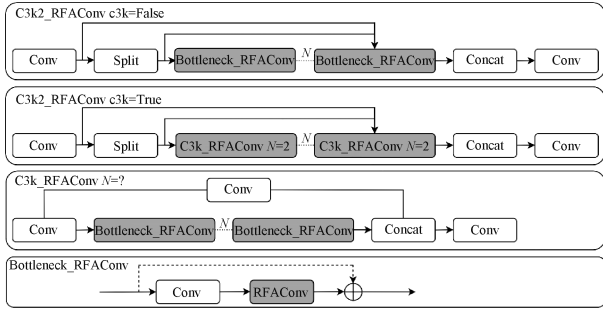 C3k2_RFAConv c3k=False
Conv Split Bottleneck_RFAConv N Bottleneck_RFAConv Concat Conv
C3k2_RFAConv c3k=True
Conv Split C3k_RFAConv N=2 N C3k_RFAConv N=2 Concat Conv
C3k_RFAConv N=?
Conv
Conv Bottleneck_RFAConv N Bottleneck_RFAConv Concat Conv
Bottleneck_RFAConv
Conv RFAConv